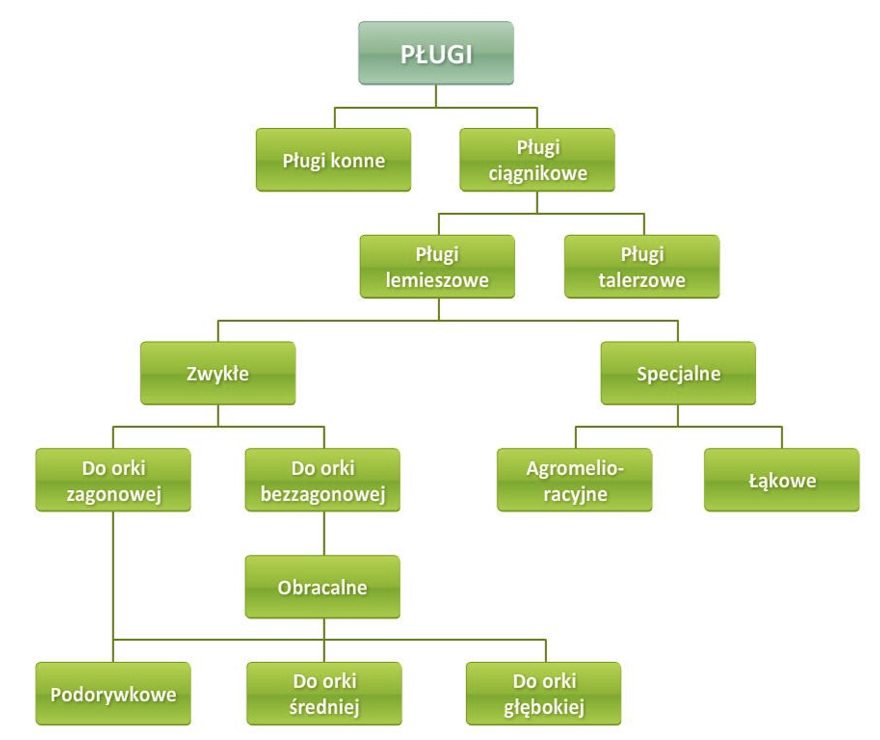 PŁUGI
Pługi konne
Pługi
ciągnikowe
Pługi
lemieszowe
Pługi
talerzowe
Zwykłe
Specjalne
Do orki
zagonowej
Do orki
bezzagonowej
Agromelio-
racyjne
Łąkowe
Obracalne
Podorywkowe
Do orki
średniej
Do orki
głębokiej